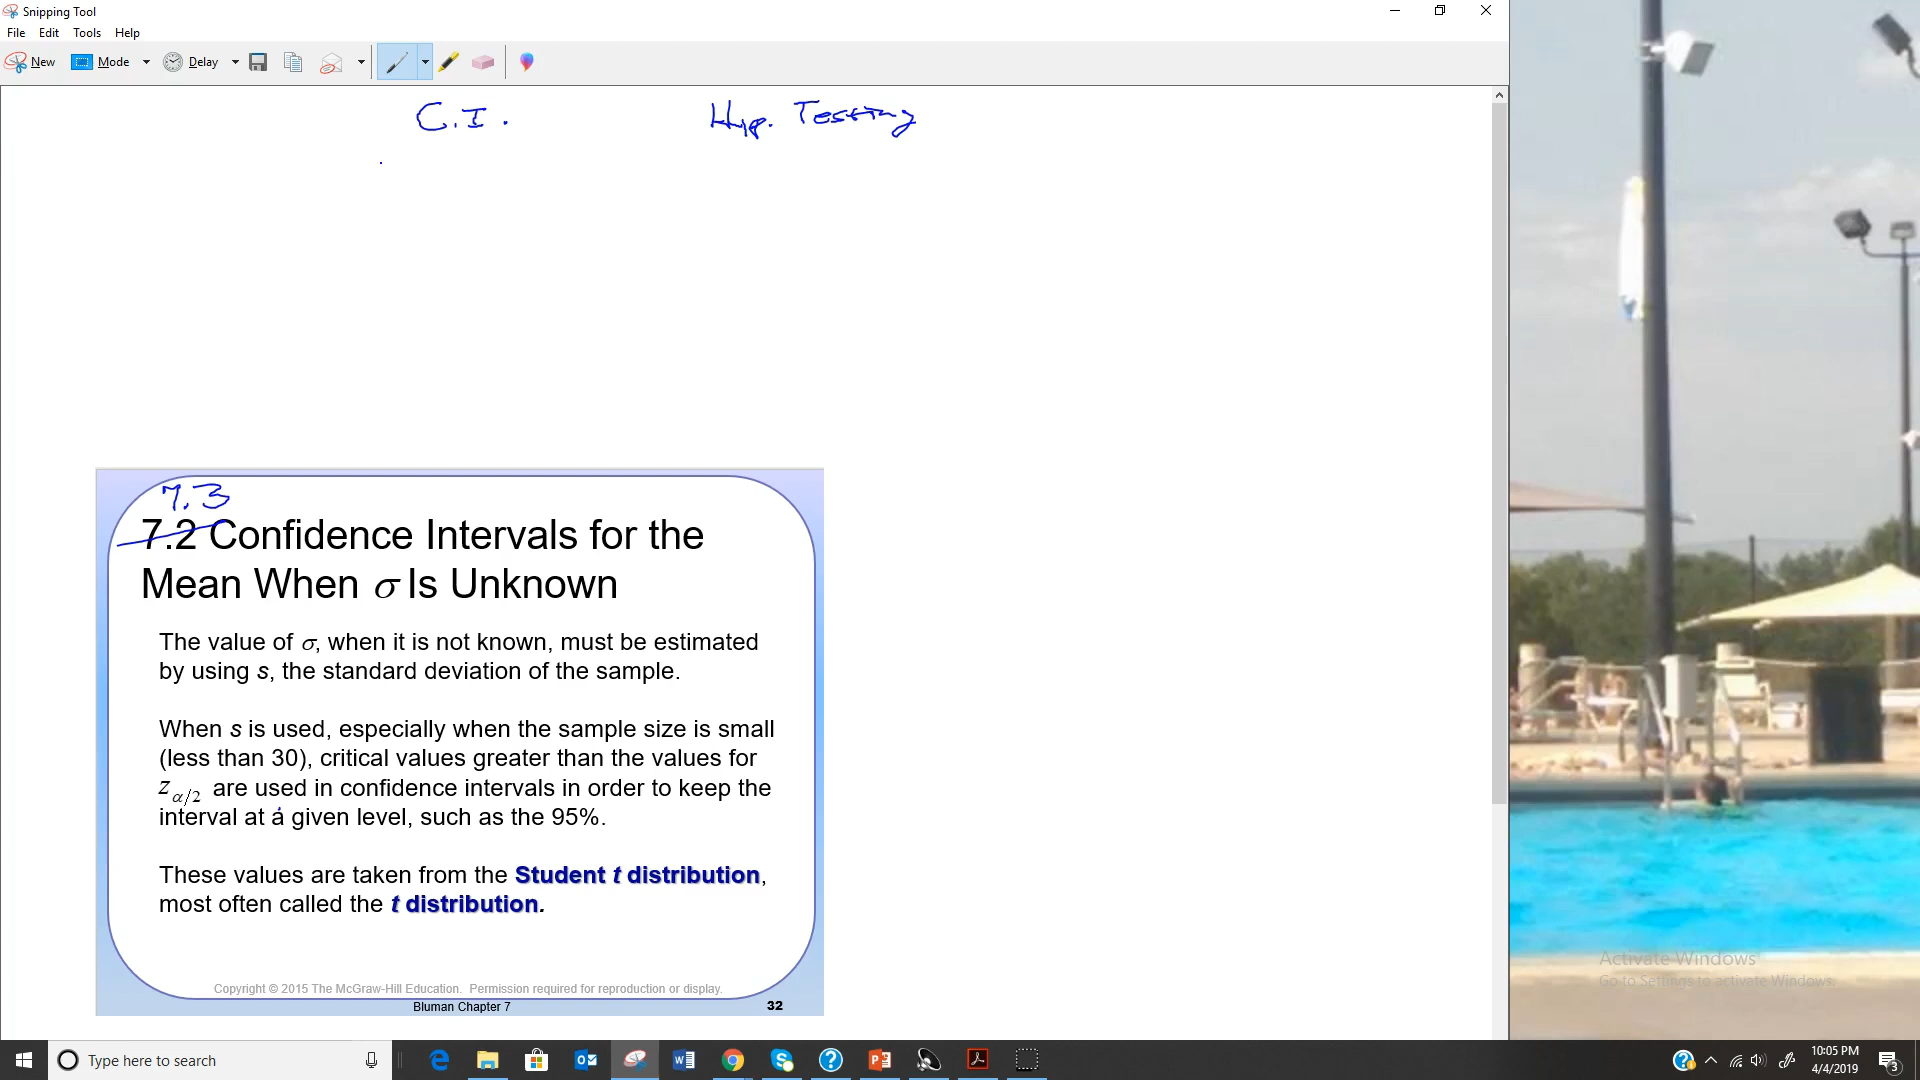 Snipping Tool
File Edit Tools Help
New Mode Delay
C.I. Hyp. Testing
7.3
7.2 Confidence Intervals for the
Mean When σ Is Unknown
The value of σ, when it is not known, must be estimated
by using s, the standard deviation of the sample.
When s is used, especially when the sample size is small
(less than 30), critical values greater than the values for
z α/2 are used in confidence intervals in order to keep the
interval at a given level, such as the 95%.
These values are taken from the Student t distribution,
most often called the t distribution.
Copyright © 2015 The McGraw-Hill Education. Permission required for reproduction or display.
Bluman Chapter 7 32
Activate Windows
Go to Settings to activate Windows.
Type here to search
10:05 PM
4/4/2019
3